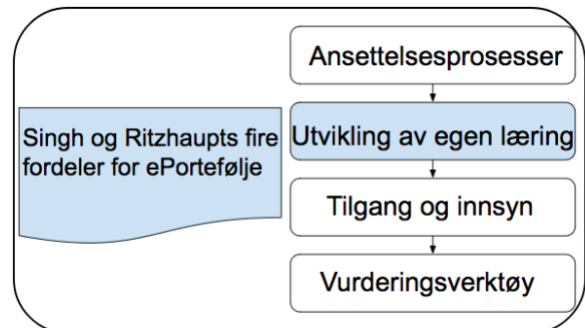 Singh og Ritzhaupts fire
fordeler for ePortefølje
Ansettelsesprosesser
Utvikling av egen læring
Tilgang og innsyn
Vurderingsverktøy